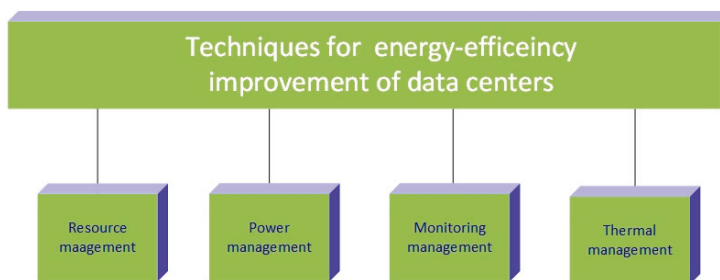 Techniques for energy-efficeincy
improvement of data centers
Resource
maagement
Power
management
Monitoring
management
Thermal
management